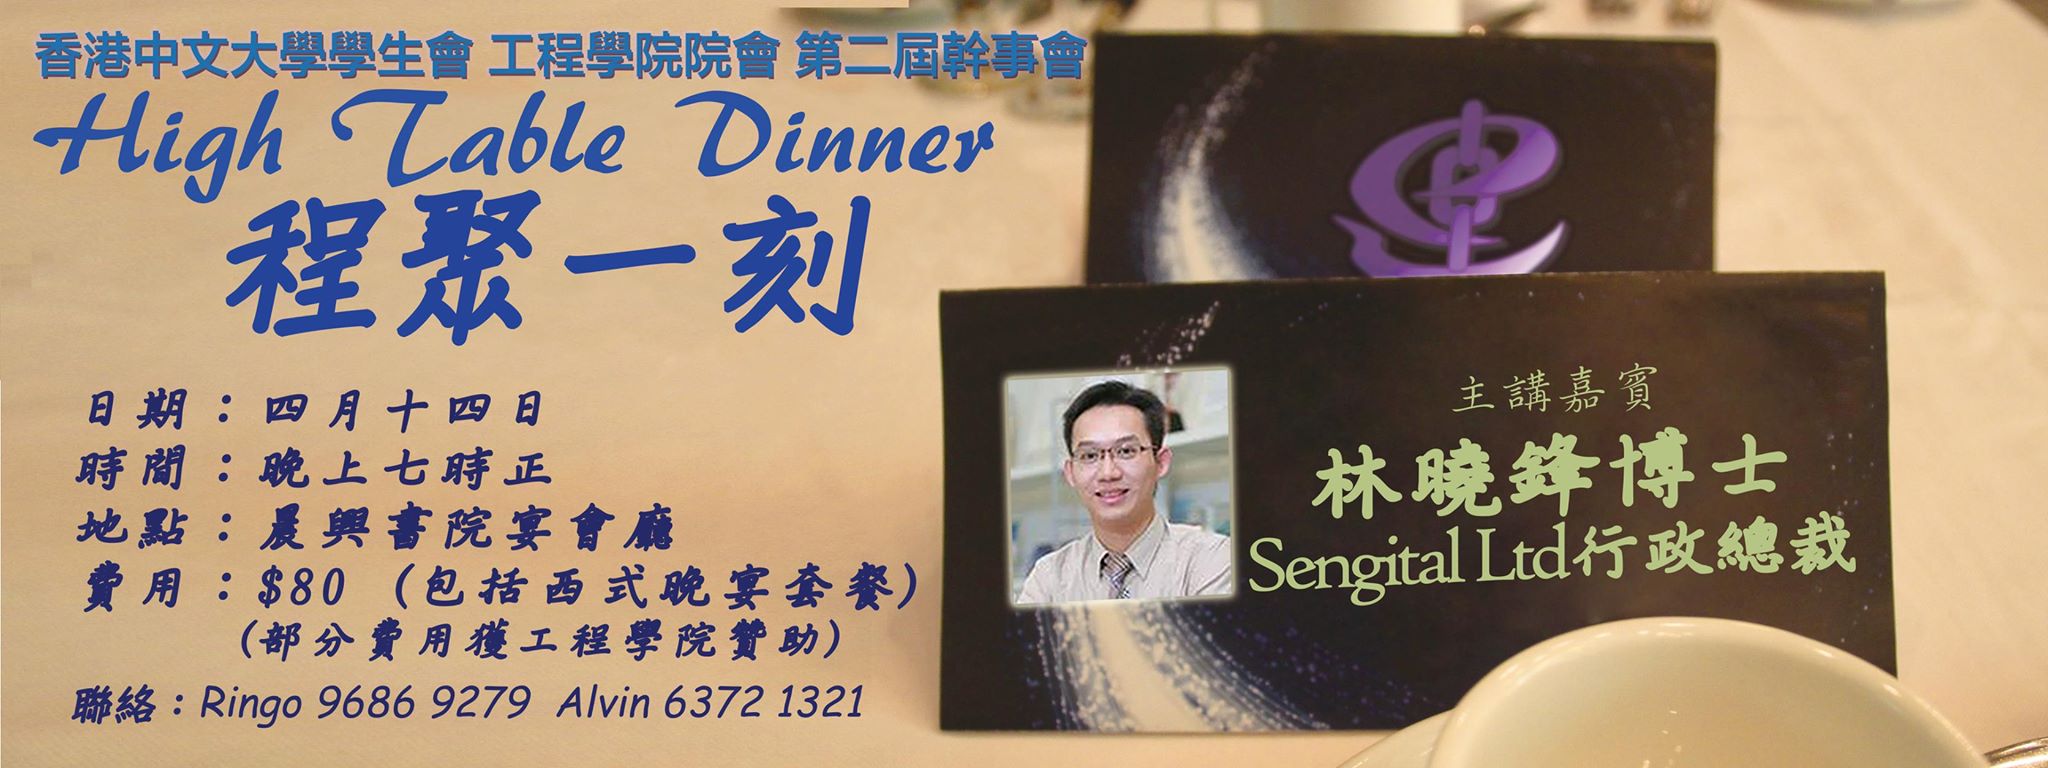 香港中文大學學生會 工程學院院會 第二屆幹事會
High Table Dinner
程聚一刻
日期：四月十四日
時間：晚上七時正
地點：晨興書院宴會廳
費用：$80 (包括西式晚宴套餐)
(部分費用獲工程學院贊助)
聯絡：Ringo 9686 9279 Alvin 6372 1321
主講嘉賓
林曉鋒博士
Sengital Ltd行政總裁